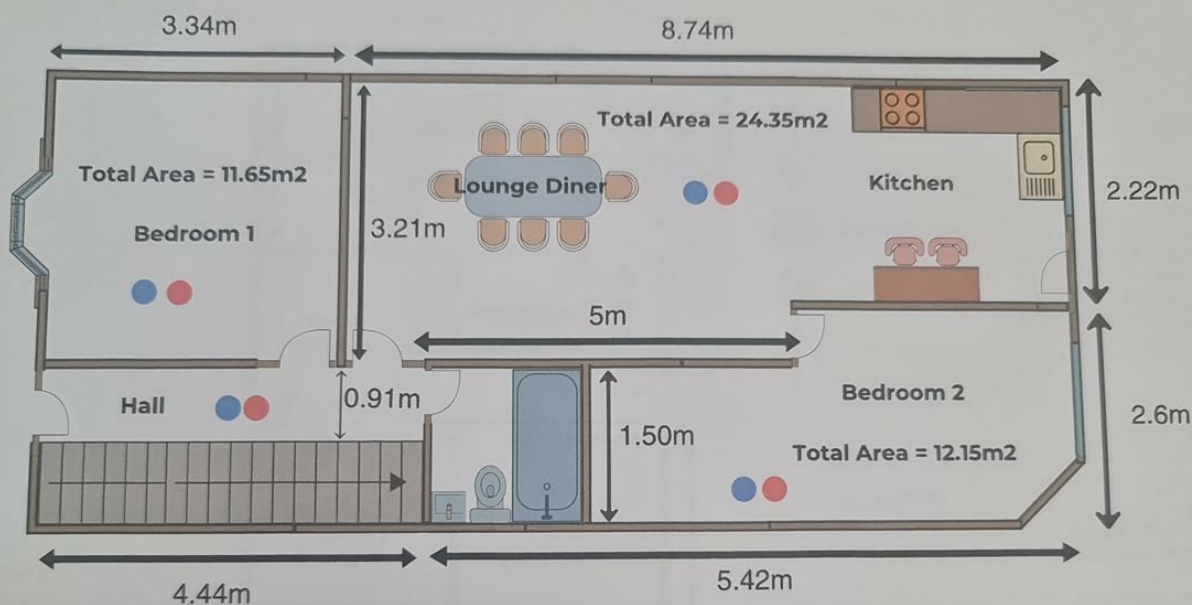 3.34m
8.74m
Total Area = 24.35m2
Total Area = 11.65m2
Lounge Diner
Kitchen
2.22m
Bedroom 1
3.21m
5m
Bedroom 2
Hall
0.91m
2.6m
1.50m
Total Area = 12.15m2
4.44m
5.42m